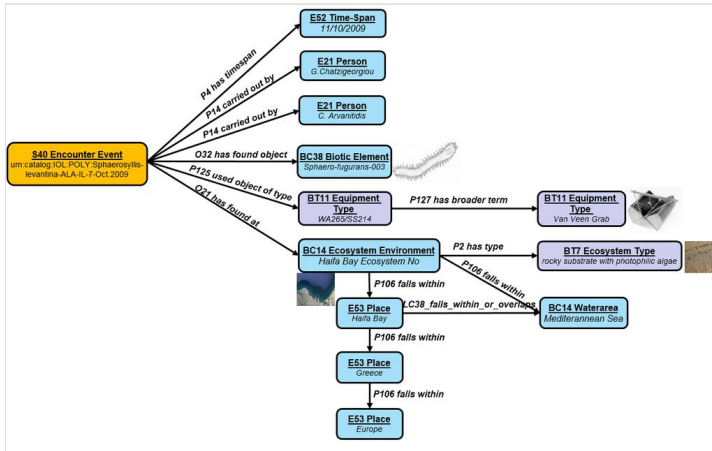 E52 Time-Span
11/10/2009
P4 has timespan
E21 Person
G.Chatzigeorgiou
P14 carried out by
E21 Person
C. Arvanitidis
P14 carried out by
S40 Encounter Event
urn:catalog:IOL:POLY:Sphaerosyllis-
levantina-ALA-IL-7-Oct.2009
O32 has found object
BC38 Biotic Element
Sphaero-fugurans-003
P125 used object of type
BT11 Equipment
Type
WA265/SS214
P127 has broader term
BT11 Equipment
Type
Van Veen Grab
O21 has found at
BC14 Ecosystem Environment
Haifa Bay Ecosystem No
P2 has type
BT7 Ecosystem Type
rocky substrate with photophilic algae
P106 falls within
P106 falls within
E53 Place
Haifa Bay
LC38_falls_within_or_overlaps
BC14 Waterarea
Mediterannean Sea
P106 falls within
E53 Place
Greece
P106 falls within
E53 Place
Europe